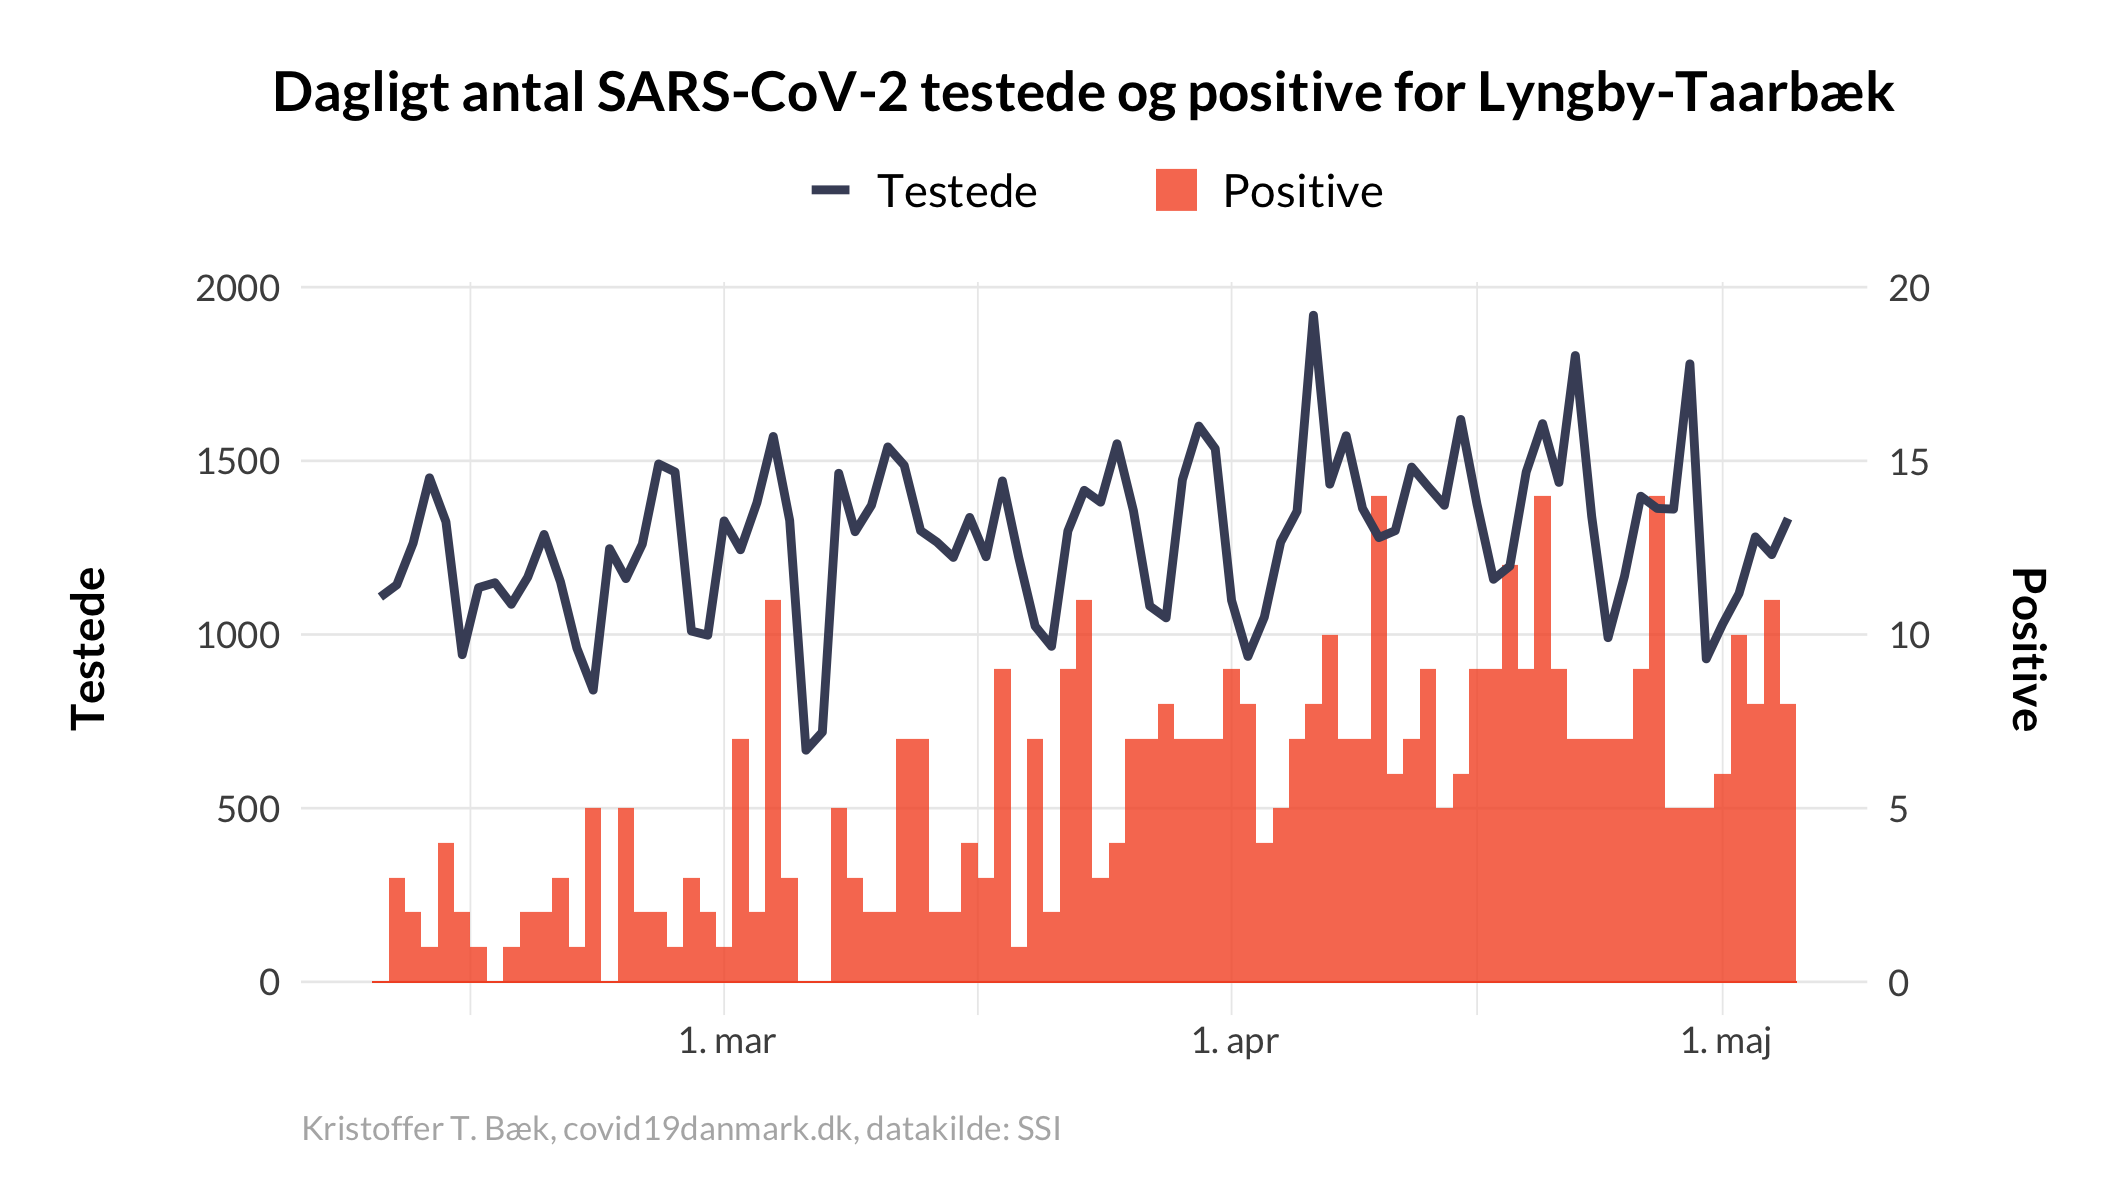 Dagligt antal SARS-CoV-2 testede og positive for Lyngby-Taarbæk
Testede
Positive
2000
1500
1000
500
0
Testede
20
15
10
5
0
Positive
1. mar
1. apr
1. maj
Kristoffer T. Bæk, covid19danmark.dk, datakilde: SSI